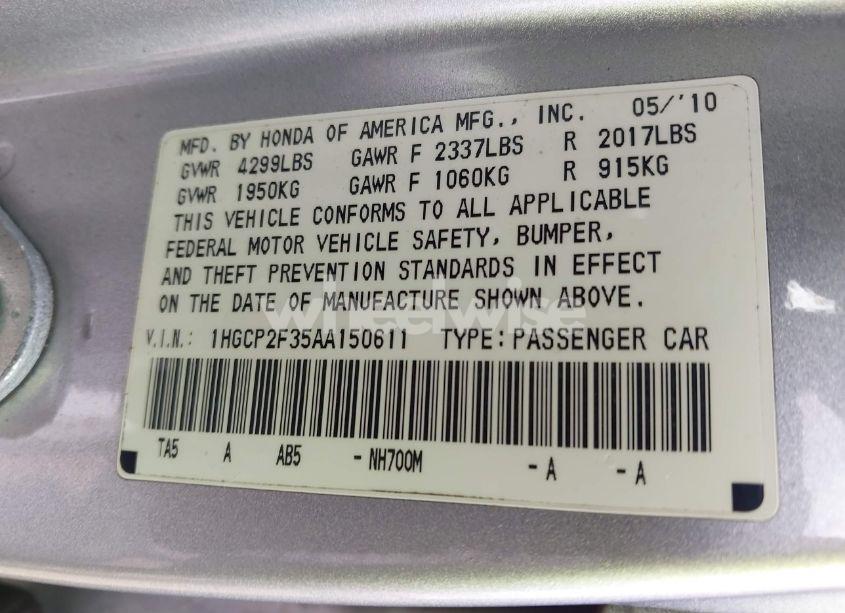 MFD. BY HONDA OF AMERICA MFG., INC. 05/'10
GVWR 4299LBS GAWR F 2337LBS R 2017LBS
GVWR 1950KG GAWR F 1060KG R 915KG
THIS VEHICLE CONFORMS TO ALL APPLICABLE
FEDERAL MOTOR VEHICLE SAFETY, BUMPER,
AND THEFT PREVENTION STANDARDS IN EFFECT
ON THE DATE OF MANUFACTURE SHOWN ABOVE.
wheelwise
V.I.N.: 1HGCP2F35AA150611 TYPE: PASSENGER CAR
TA5 A AB5 - NH700M - A - A